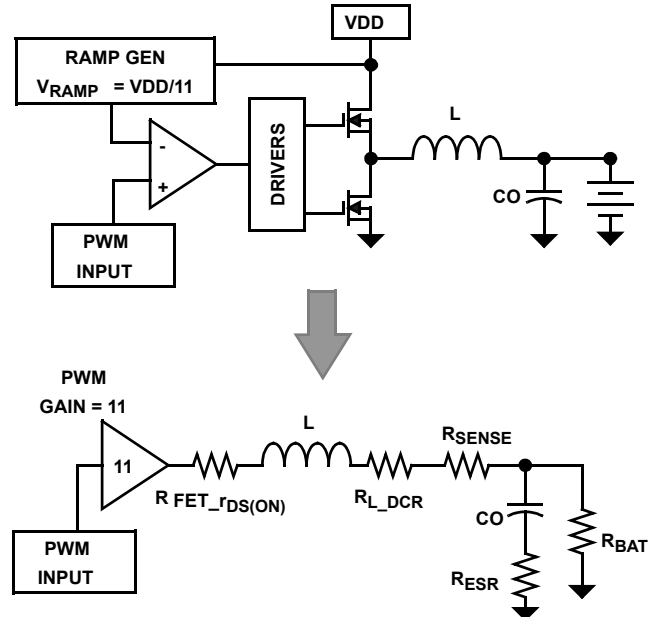 VDD
RAMP GEN
VRAMP = VDD/11
-
+
DRIVERS
L
CO
PWM
INPUT
PWM
GAIN = 11
11
L
RSENSE
R FET_rDS(ON)
RL_DCR
CO
RBAT
RESR
PWM
INPUT